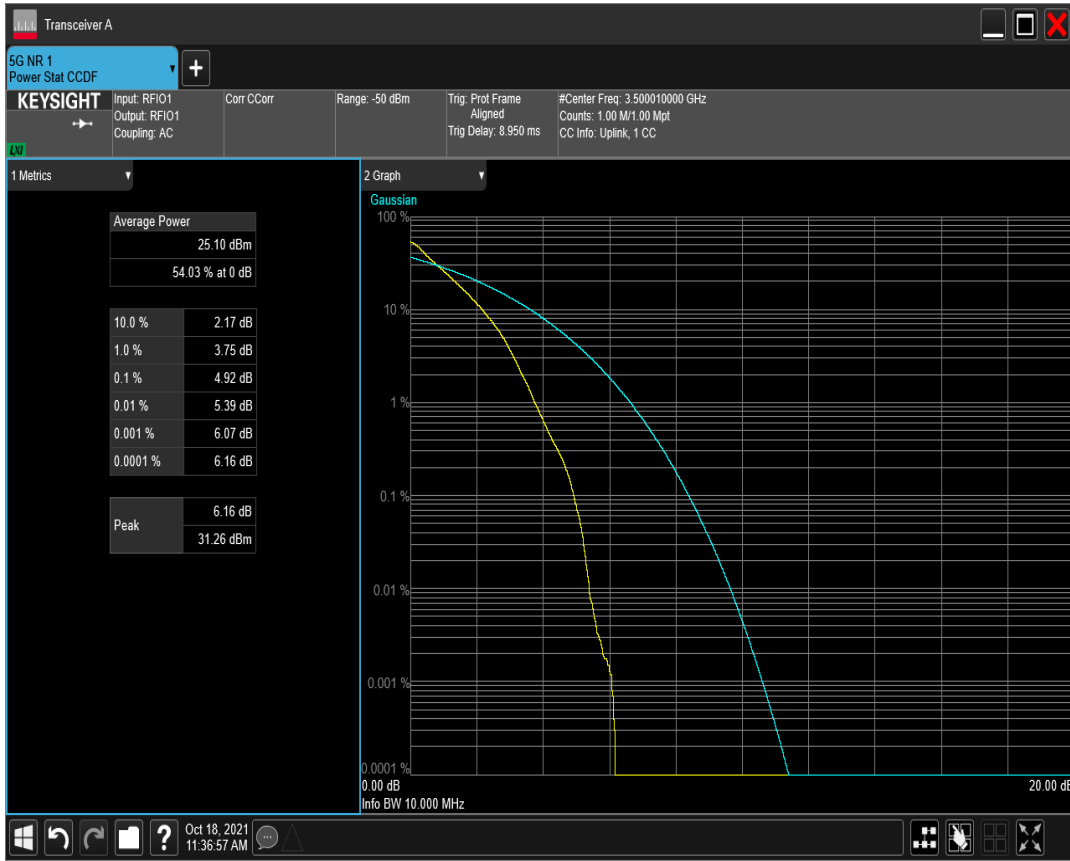 Transceiver A
5G NR 1
Power Stat CCDF
KEYSIGHT
LXI
Input: RFIO1
Output: RFIO1
Coupling: AC
Corr CCorr
Range: -50 dBm
Trig: Prot Frame
Aligned
Trig Delay: 8.950 ms
#Center Freq: 3.500010000 GHz
Counts: 1.00 M/1.00 Mpt
CC Info: Uplink, 1 CC
1 Metrics
Average Power
25.10 dBm
54.03 % at 0 dB
10.0 % 2.17 dB
1.0 % 3.75 dB
0.1 % 4.92 dB
0.01 % 5.39 dB
0.001 % 6.07 dB
0.0001 % 6.16 dB
Peak
6.16 dB
31.26 dBm
2 Graph
Gaussian
100 %
10 %
1 %
0.1 %
0.01 %
0.001 %
0.0001 %
0.00 dB 20.00 dB
Info BW 10.000 MHz
?
Oct 18, 2021
11:36:57 AM